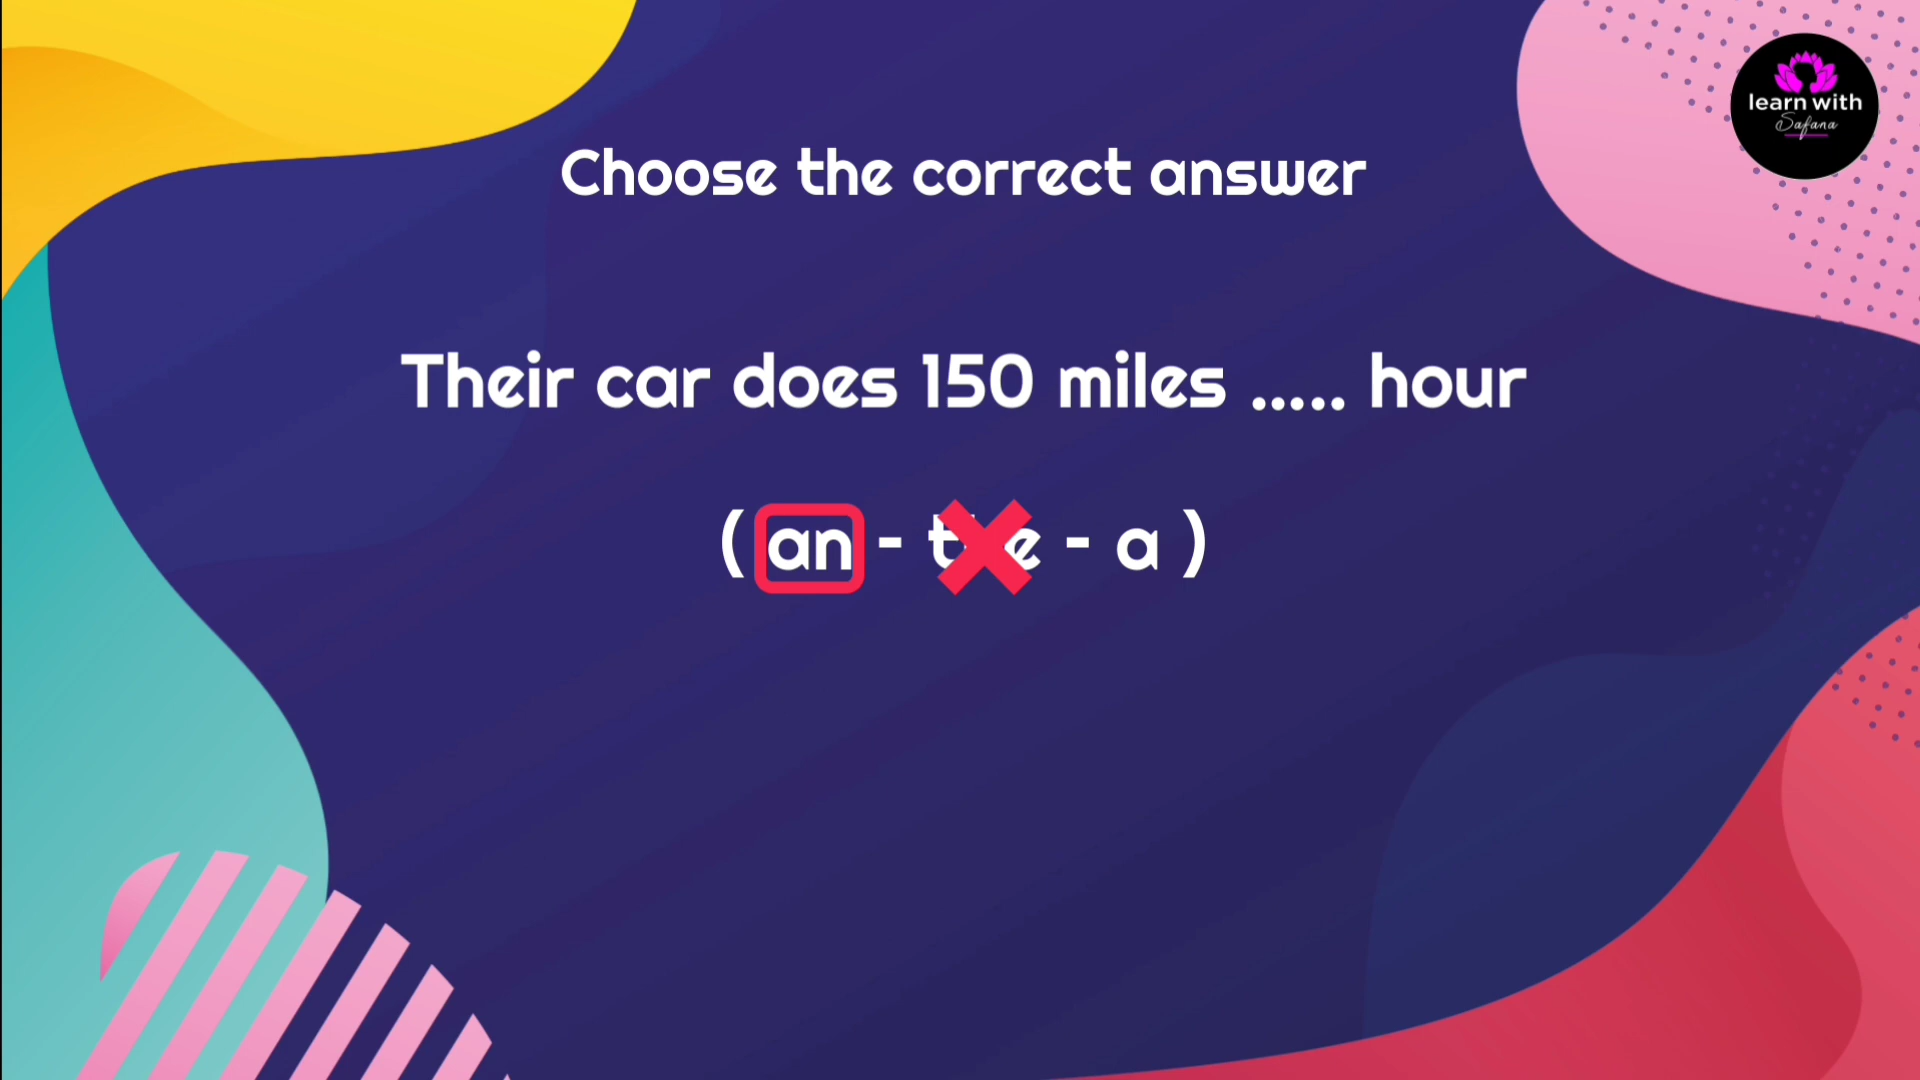 learn with
Safana
Choose the correct answer
Their car does 150 miles ..... hour
( an - the - a )